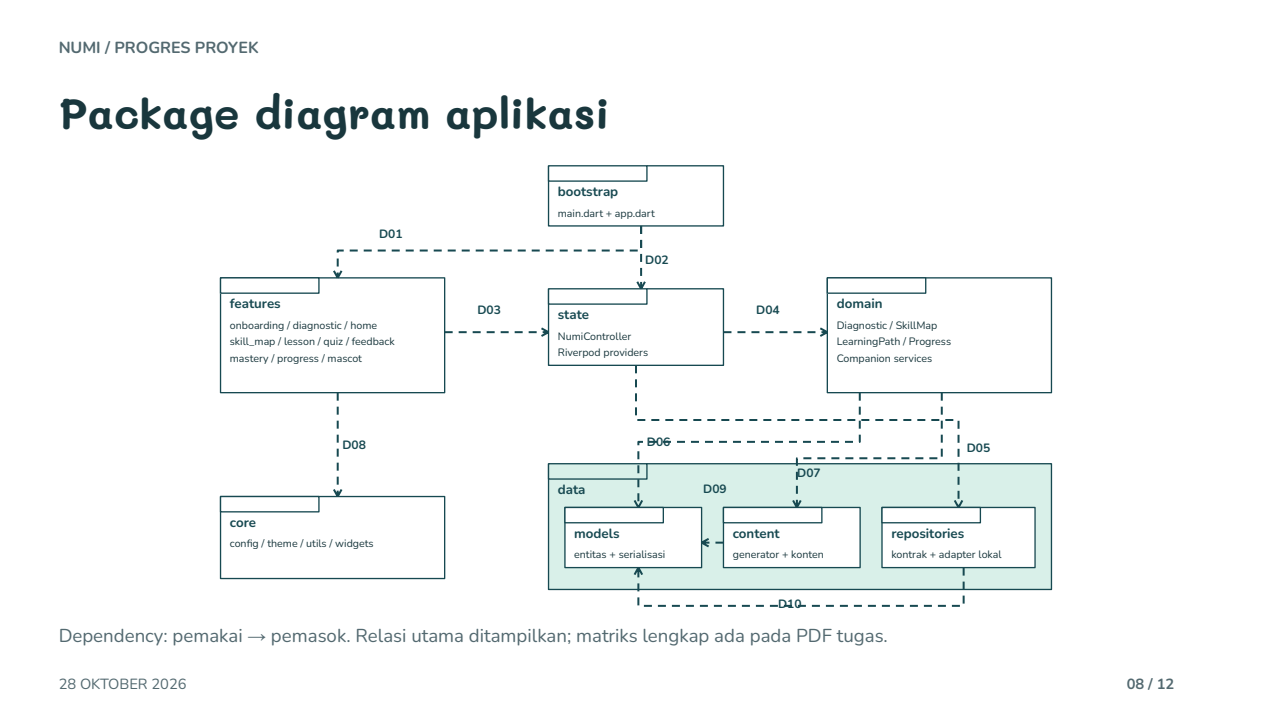 NUMI / PROGRES PROYEK
Package diagram aplikasi
bootstrap
main.dart + app.dart
D01
D02
features
onboarding / diagnostic / home
skill_map / lesson / quiz / feedback
mastery / progress / mascot
D03
state
NumiController
Riverpod providers
D04
domain
Diagnostic / SkillMap
LearningPath / Progress
Companion services
D08
D06
D05
D07
D09
core
config / theme / utils / widgets
data
models
entitas + serialisasi
content
generator + konten
repositories
kontrak + adapter lokal
D10
Dependency: pemakai → pemasok. Relasi utama ditampilkan; matriks lengkap ada pada PDF tugas.
28 OKTOBER 2026
08 / 12